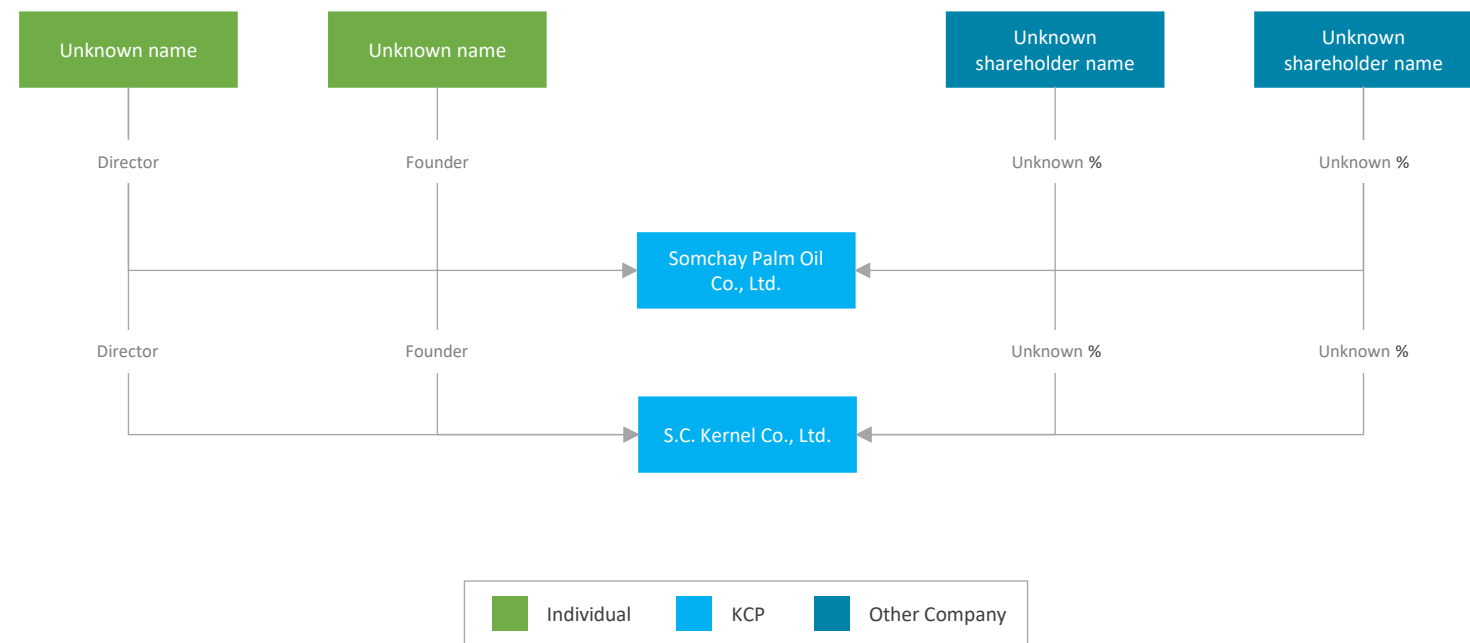 Unknown name
Unknown name
Unknown
shareholder name
Unknown
shareholder name
Director
Founder
Unknown %
Unknown %
Somchay Palm Oil
Co., Ltd.
Director
Founder
Unknown %
Unknown %
S.C. Kernel Co., Ltd.
Individual
KCP
Other Company